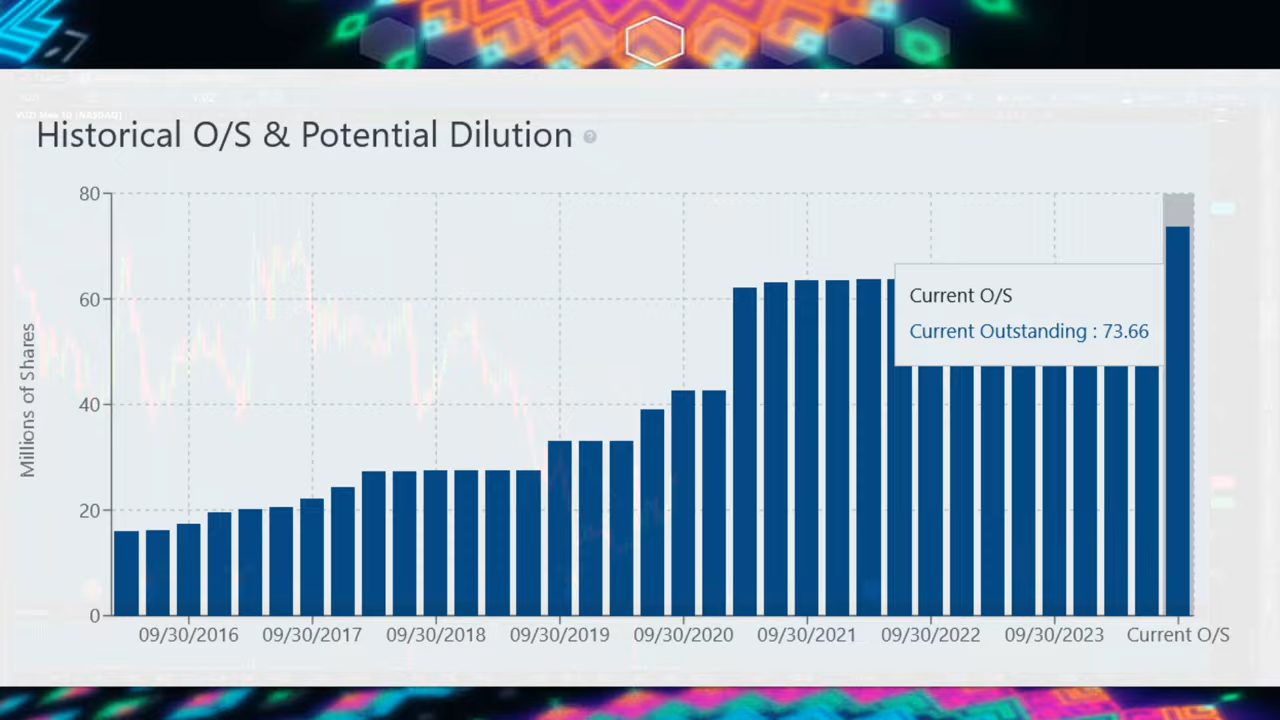 Historical O/S & Potential Dilution
80
60
40
20
0
Millions of Shares
Current O/S
Current Outstanding : 73.66
09/30/2016 09/30/2017 09/30/2018 09/30/2019 09/30/2020 09/30/2021 09/30/2022 09/30/2023 Current O/S